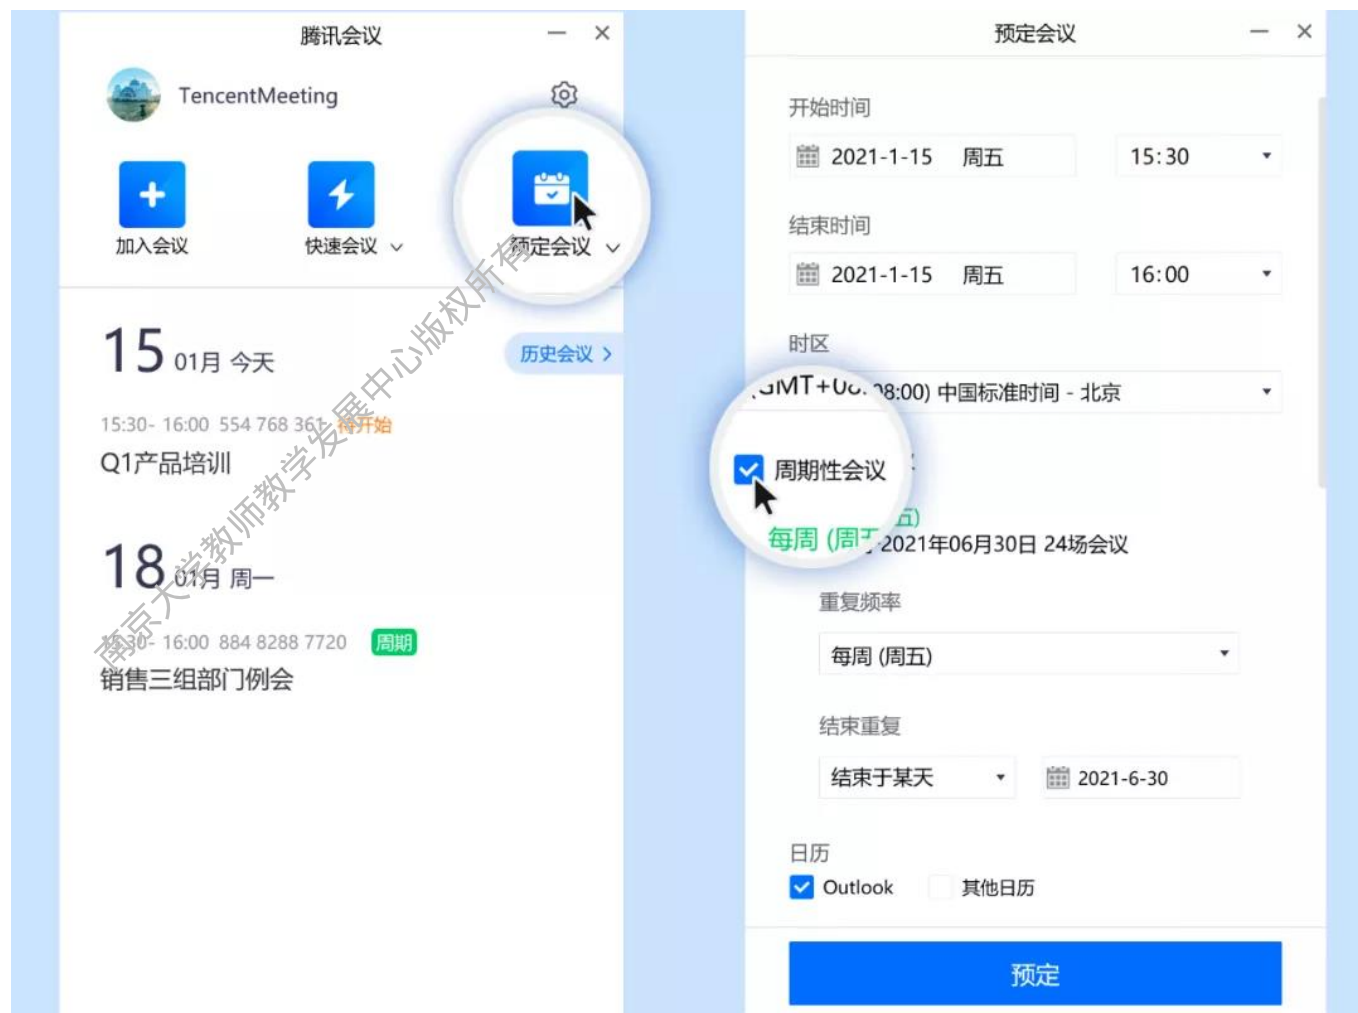 腾讯会议
TencentMeeting
加入会议
快速会议
预定会议
15 01月 今天
历史会议 >
15:30- 16:00 554 768 361 待开始
Q1产品培训
18 01月 周一
15:30- 16:00 884 8288 7720 周期
销售三组部门例会
南京大学教师教学发展中心版权所有
预定会议
开始时间
2021-1-15 周五 15:30
结束时间
2021-1-15 周五 16:00
时区
(GMT+08:00) 中国标准时间 - 北京
周期性会议
每周 (周五)
2021年06月30日 24场会议
重复频率
每周 (周五)
结束重复
结束于某天 2021-6-30
日历
Outlook 其他日历
预定